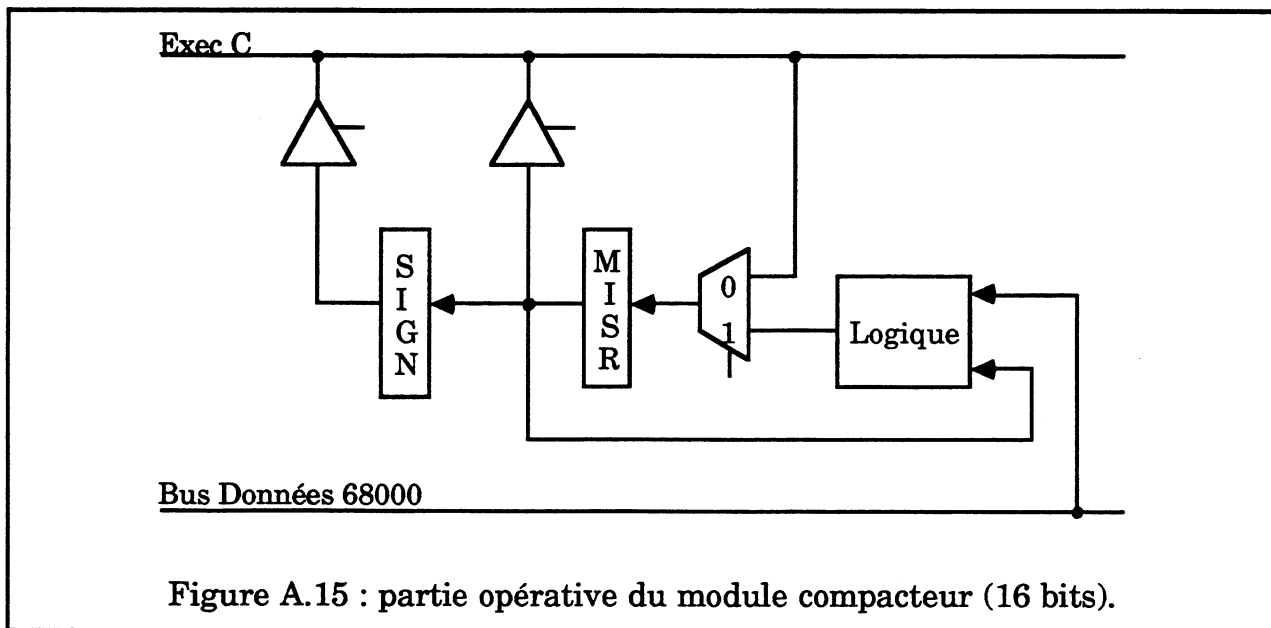 Exec C
S
I
G
N
M
I
S
R
0
1
Logique
Bus Données 68000
Figure A.15 : partie opérative du module compacteur (16 bits).